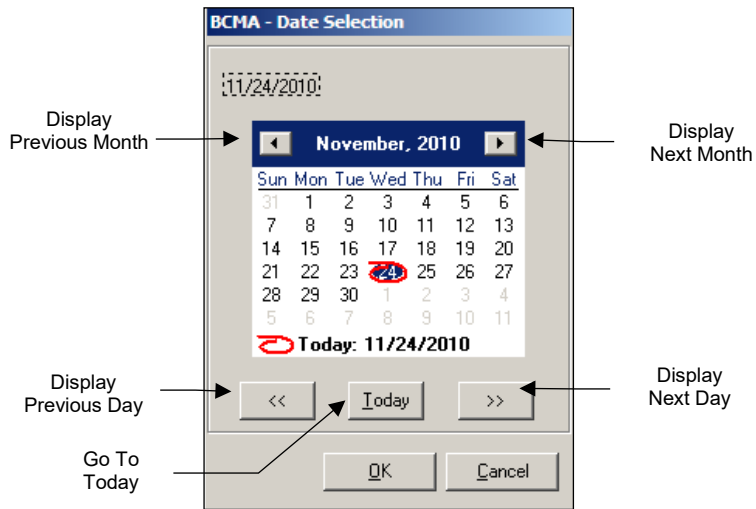 BCMA - Date Selection
11/24/2010
Display
Previous Month
November, 2010
Display
Next Month
Sun Mon Tue Wed Thu Fri Sat
31 1 2 3 4 5 6
7 8 9 10 11 12 13
14 15 16 17 18 19 20
21 22 23 24 25 26 27
28 29 30 1 2 3 4
5 6 7 8 9 10 11
Today: 11/24/2010
Display
Previous Day
<<
Today
>>
Display
Next Day
Go To
Today
OK
Cancel